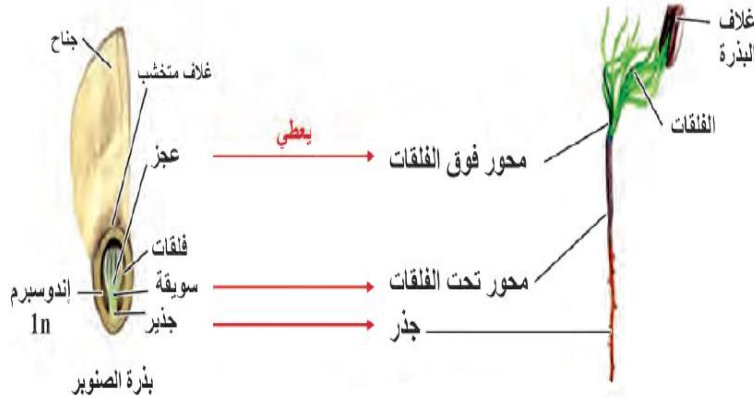 غلاف
البذرة
الفلقات
محور فوق الفلقات
محور تحت الفلقات
جذر
يعطي
جناح
غلاف متخشب
عجز
فلقات
سويقة
جذير
إندوسبرم
1n
بذرة الصنوبر